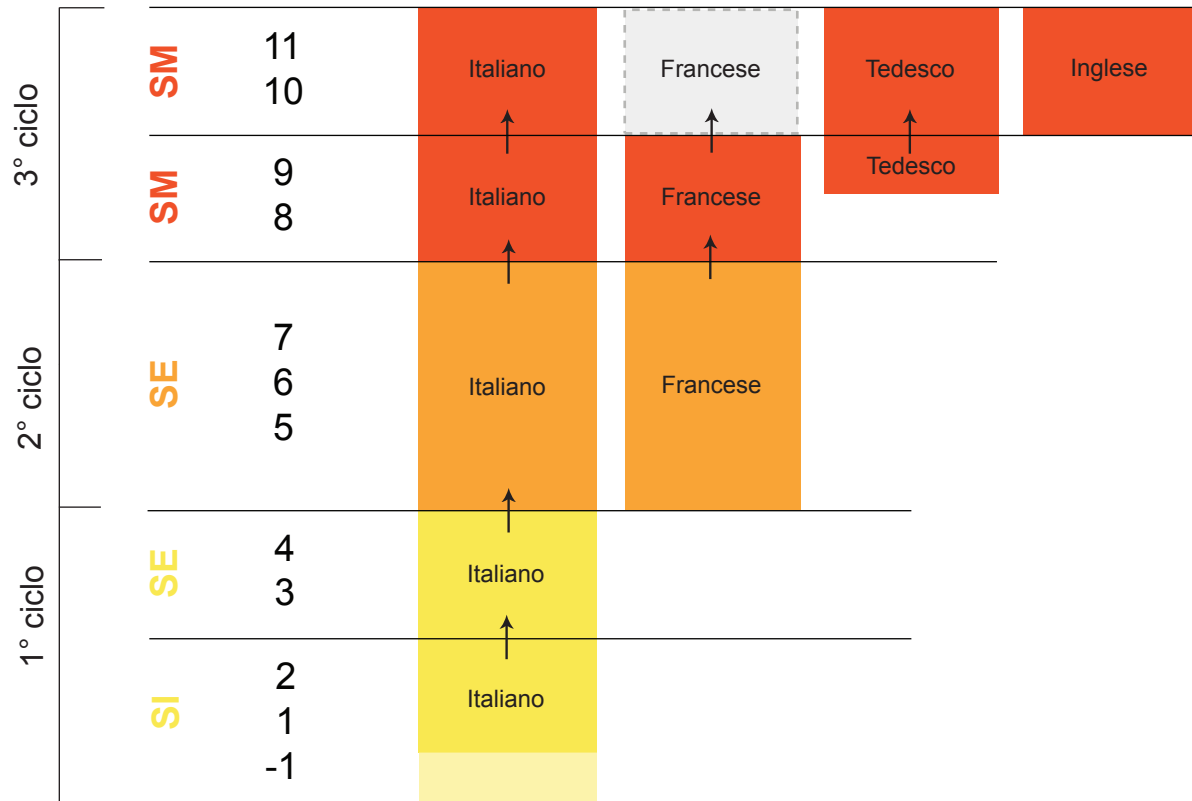 3° ciclo
SM
11
10
Italiano
Francese
Tedesco
Inglese
SM
9
8
Italiano
Francese
Tedesco
2° ciclo
SE
7
6
5
Italiano
Francese
1° ciclo
SE
4
3
Italiano
SI
2
1
-1
Italiano